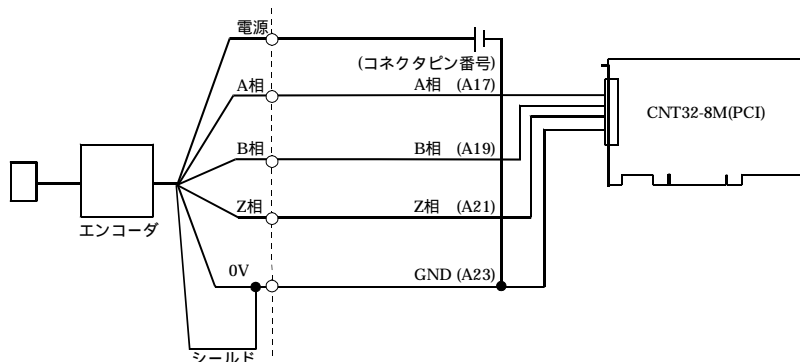 電源
(コネクタピン番号)
A相
A相 (A17)
CNT32-8M(PCI)
B相
B相 (A19)
Z相
Z相 (A21)
エンコーダ
0V
GND (A23)
シールド